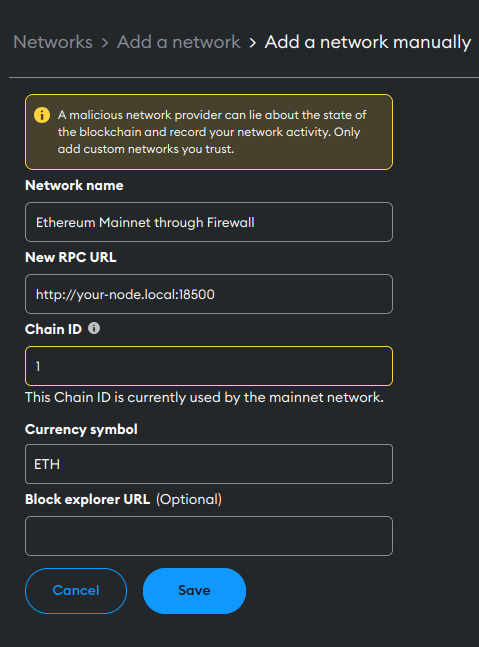 Networks > Add a network > Add a network manually
A malicious network provider can lie about the state of
the blockchain and record your network activity. Only
add custom networks you trust.
Network name
Ethereum Mainnet through Firewall
New RPC URL
http://your-node.local:18500
Chain ID
1
This Chain ID is currently used by the mainnet network.
Currency symbol
ETH
Block explorer URL (Optional)
Cancel Save